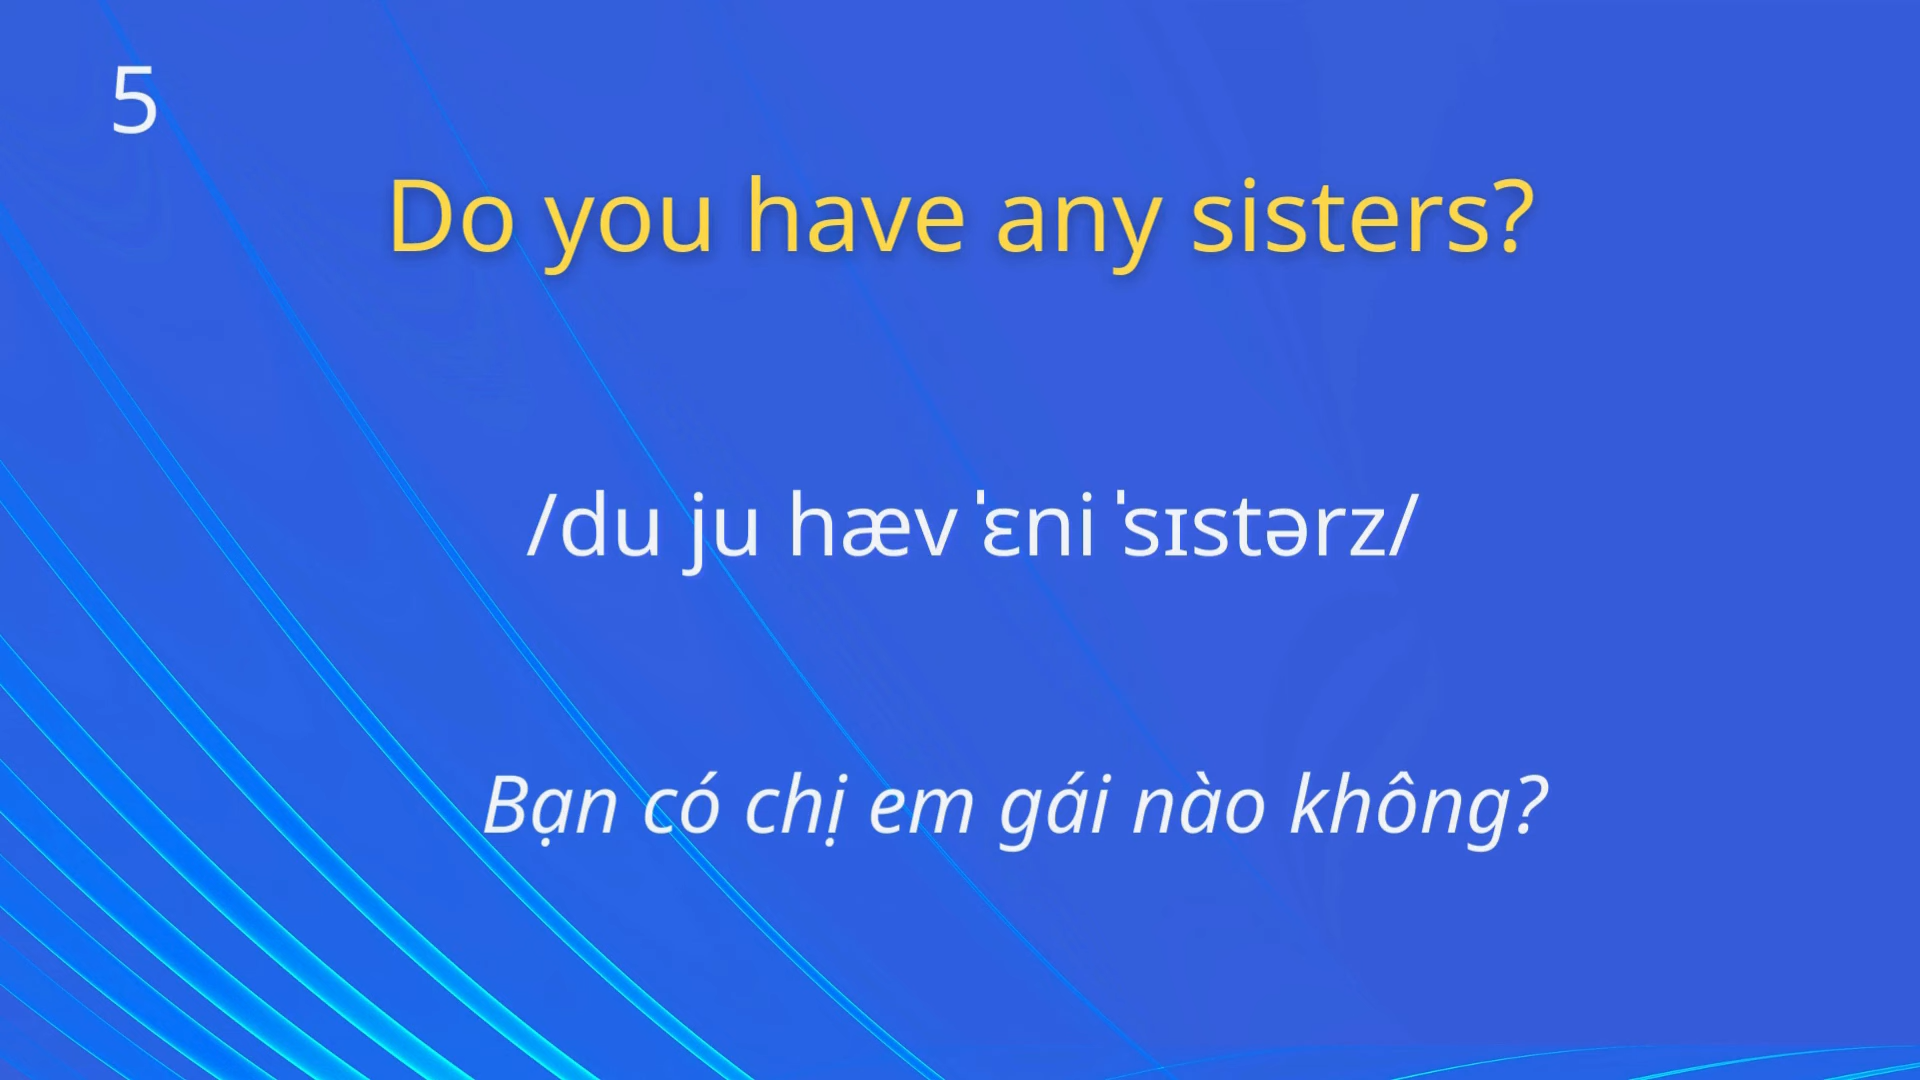 5
Do you have any sisters?
/du ju hæv ˈɛni ˈsɪstərz/
Bạn có chị em gái nào không?